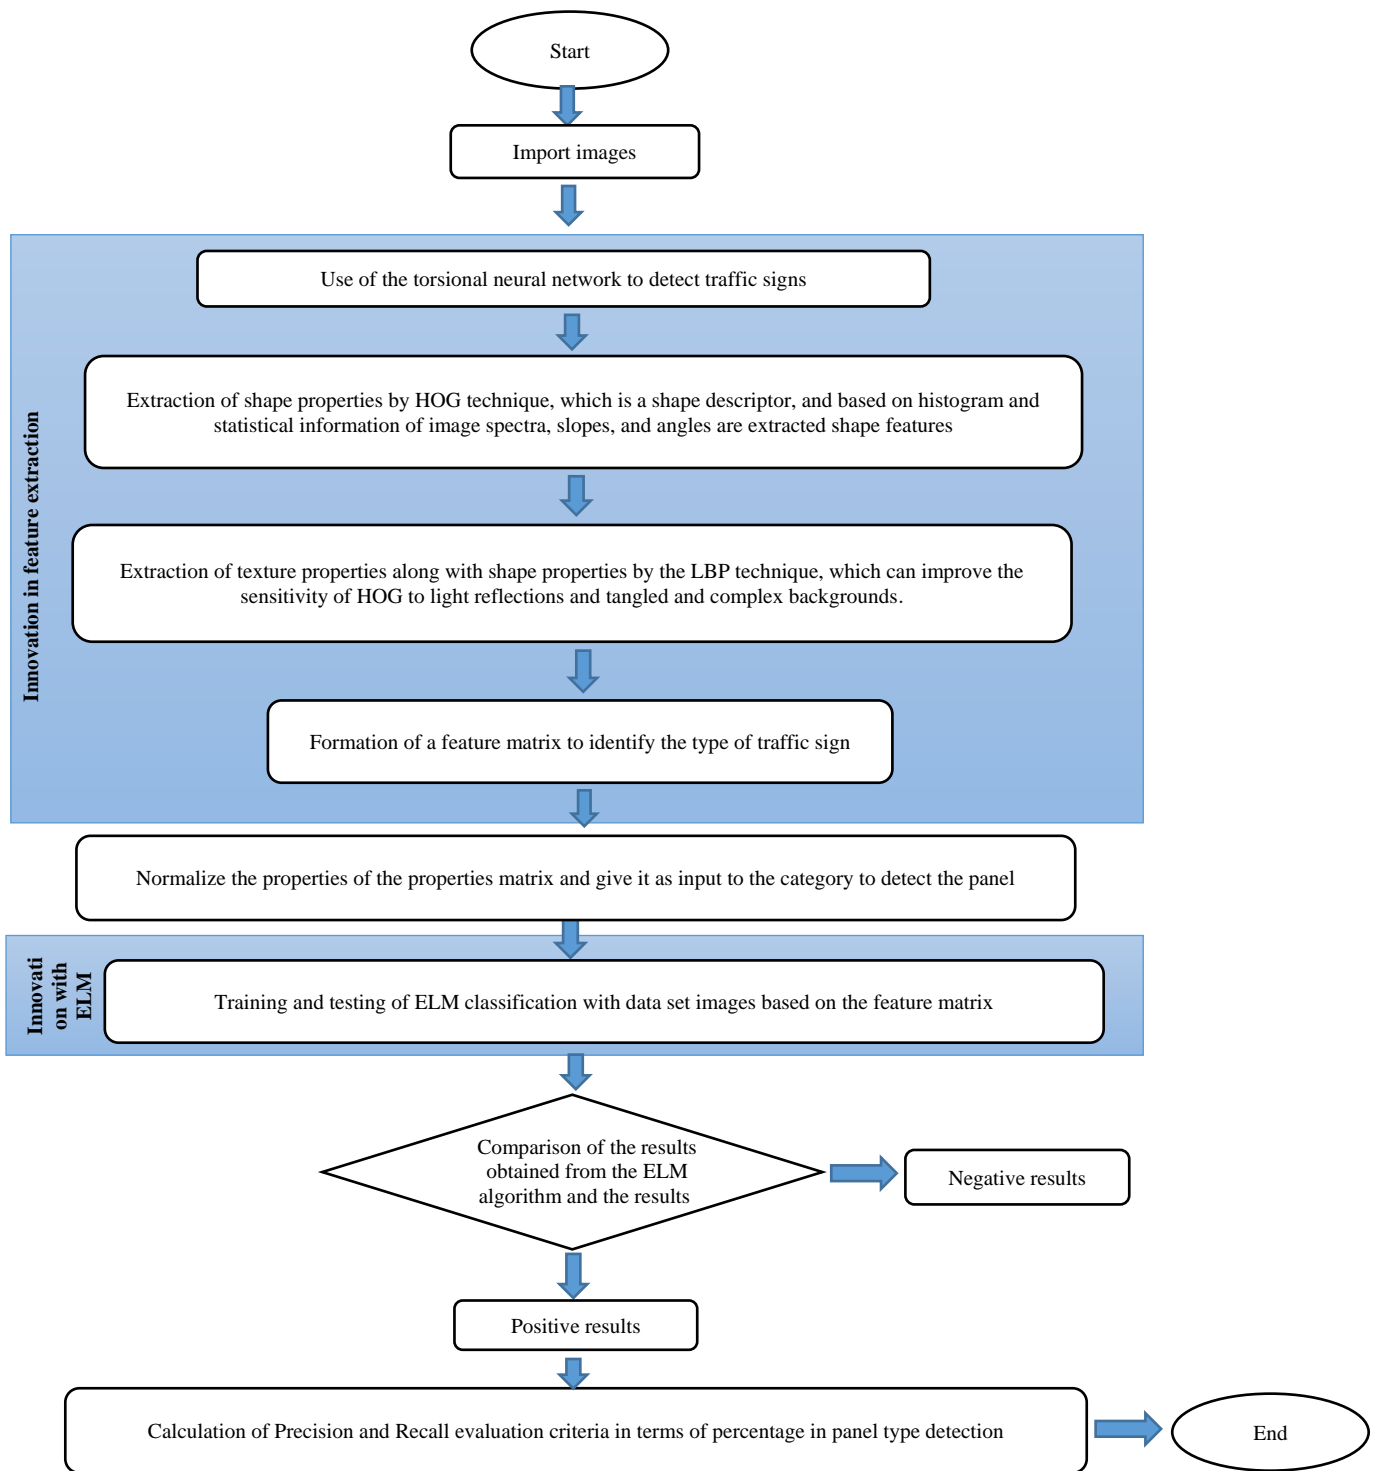 Start
Import images
Innovation in feature extraction
Use of the torsional neural network to detect traffic signs
Extraction of shape properties by HOG technique, which is a shape descriptor, and based on histogram and
statistical information of image spectra, slopes, and angles are extracted shape features
Extraction of texture properties along with shape properties by the LBP technique, which can improve the
sensitivity of HOG to light reflections and tangled and complex backgrounds.
Formation of a feature matrix to identify the type of traffic sign
Normalize the properties of the properties matrix and give it as input to the category to detect the panel
Innovati
on with
ELM
Training and testing of ELM classification with data set images based on the feature matrix
Comparison of the results
obtained from the ELM
algorithm and the results
Negative results
Positive results
Calculation of Precision and Recall evaluation criteria in terms of percentage in panel type detection
End